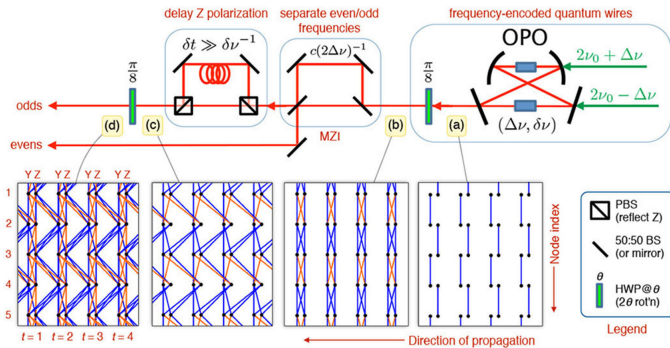 delay Z polarization
separate even/odd
frequencies
frequency-encoded quantum wires
δt ≫ δν⁻¹
c(2Δν)⁻¹
OPO
2ν₀ + Δν
2ν₀ − Δν
(Δν, δν)
π/8
π/8
odds
evens
MZI
(d)
(c)
(b)
(a)
Y Z Y Z Y Z Y Z
1
2
3
4
5
t = 1 t = 2 t = 3 t = 4
Node index
Direction of propagation
PBS
(reflect Z)
50:50 BS
(or mirror)
θ
HWP@θ
(2θ rot'n)
Legend